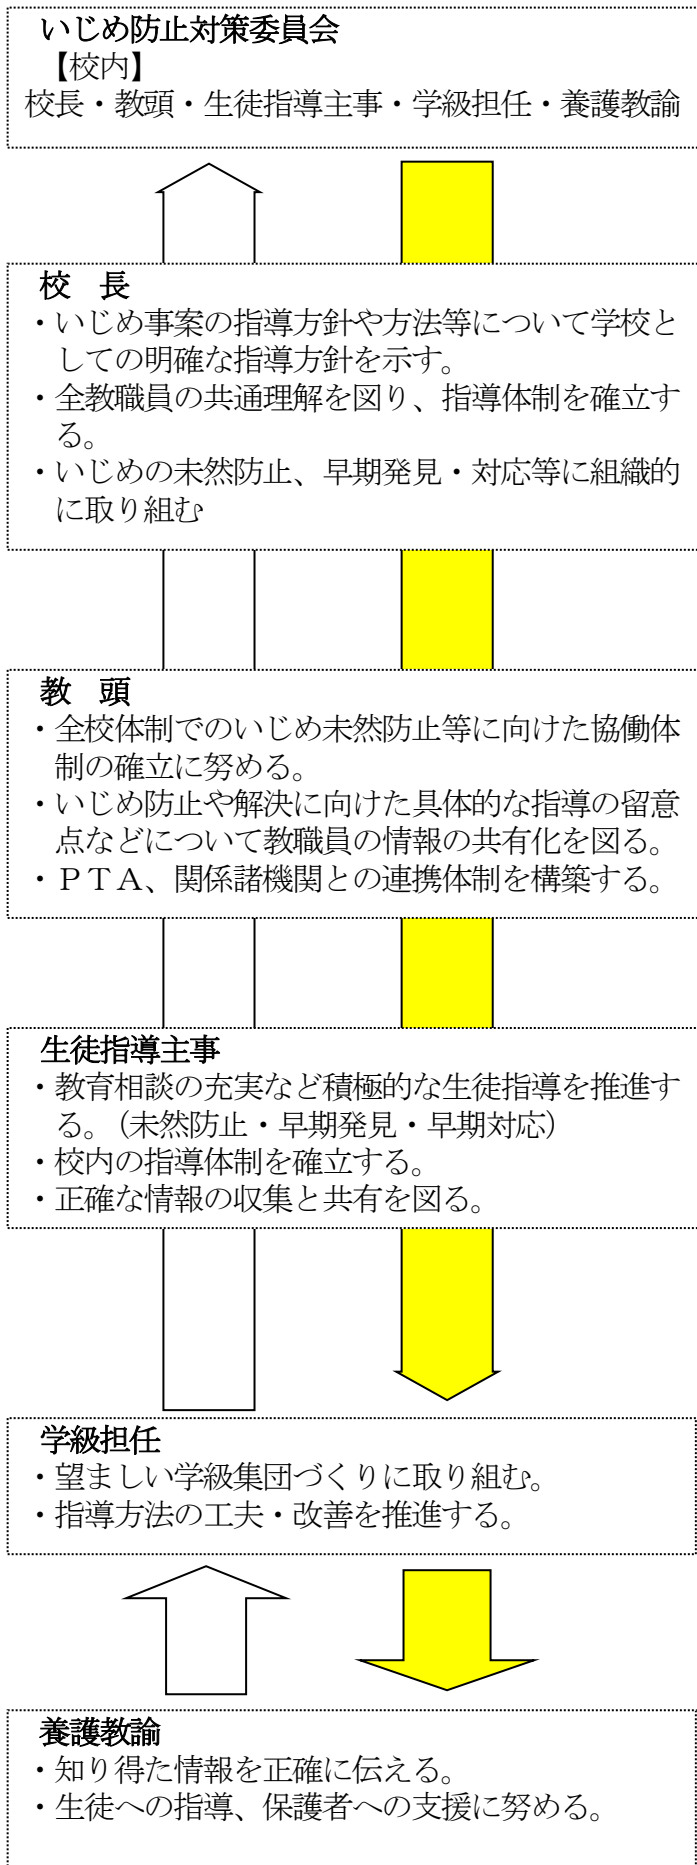 いじめ防止対策委員会
【校内】
校長・教頭・生徒指導主事・学級担任・養護教諭
校　長
・いじめ事案の指導方針や方法等について学校と
しての明確な指導方針を示す。
・全教職員の共通理解を図り、指導体制を確立す
る。
・いじめの未然防止、早期発見・対応等に組織的
に取り組む
教　頭
・全校体制でのいじめ未然防止等に向けた協働体
制の確立に努める。
・いじめ防止や解決に向けた具体的な指導の留意
点などについて教職員の情報の共有化を図る。
・ＰＴＡ、関係諸機関との連携体制を構築する。
生徒指導主事
・教育相談の充実など積極的な生徒指導を推進す
る。（未然防止・早期発見・早期対応）
・校内の指導体制を確立する。
・正確な情報の収集と共有を図る。
学級担任
・望ましい学級集団づくりに取り組む。
・指導方法の工夫・改善を推進する。
養護教諭
・知り得た情報を正確に伝える。
・生徒への指導、保護者への支援に努める。